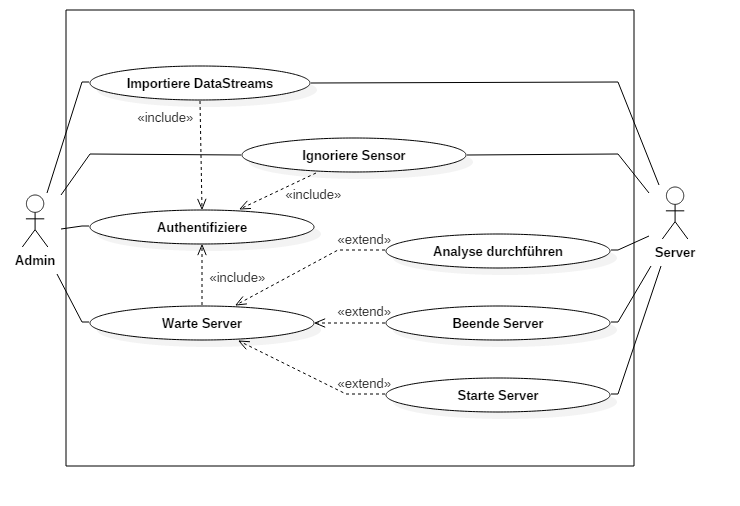 Importiere DataStreams
«include»
Ignoriere Sensor
«include»
Authentifiziere
«extend»
Analyse durchführen
Server
Admin
«include»
«extend»
Warte Server
Beende Server
«extend»
Starte Server